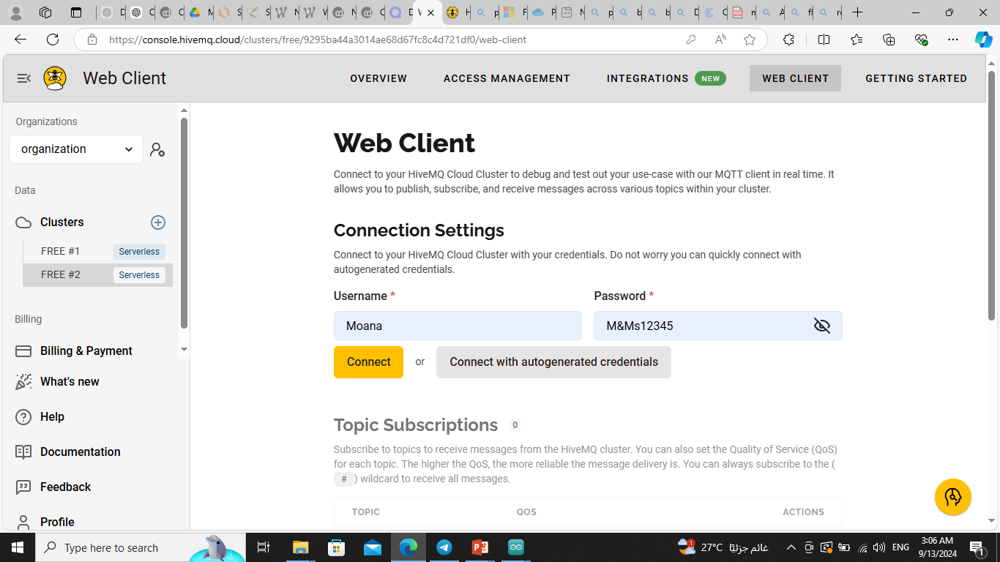 https://console.hivemq.cloud/clusters/free/9295ba44a3014ae68d67fc8c4d721df0/web-client
Web Client
OVERVIEW
ACCESS MANAGEMENT
INTEGRATIONS NEW
WEB CLIENT
GETTING STARTED
Organizations
organization
Data
Clusters
FREE #1 Serverless
FREE #2 Serverless
Billing
Billing & Payment
What's new
Help
Documentation
Feedback
Profile
Web Client
Connect to your HiveMQ Cloud Cluster to debug and test out your use-case with our MQTT client in real time. It
allows you to publish, subscribe, and receive messages across various topics within your cluster.
Connection Settings
Connect to your HiveMQ Cloud Cluster with your credentials. Do not worry you can quickly connect with
autogenerated credentials.
Username * Password *
Moana M&Ms12345
Connect or Connect with autogenerated credentials
Topic Subscriptions 0
Subscribe to topics to receive messages from the HiveMQ cluster. You can also set the Quality of Service (QoS)
for each topic. The higher the QoS, the more reliable the message delivery is. You can always subscribe to the (
# ) wildcard to receive all messages.
TOPIC QOS ACTIONS
Type here to search
1
27°C غائم جزئيًا
ENG
3:06 AM
9/13/2024
1